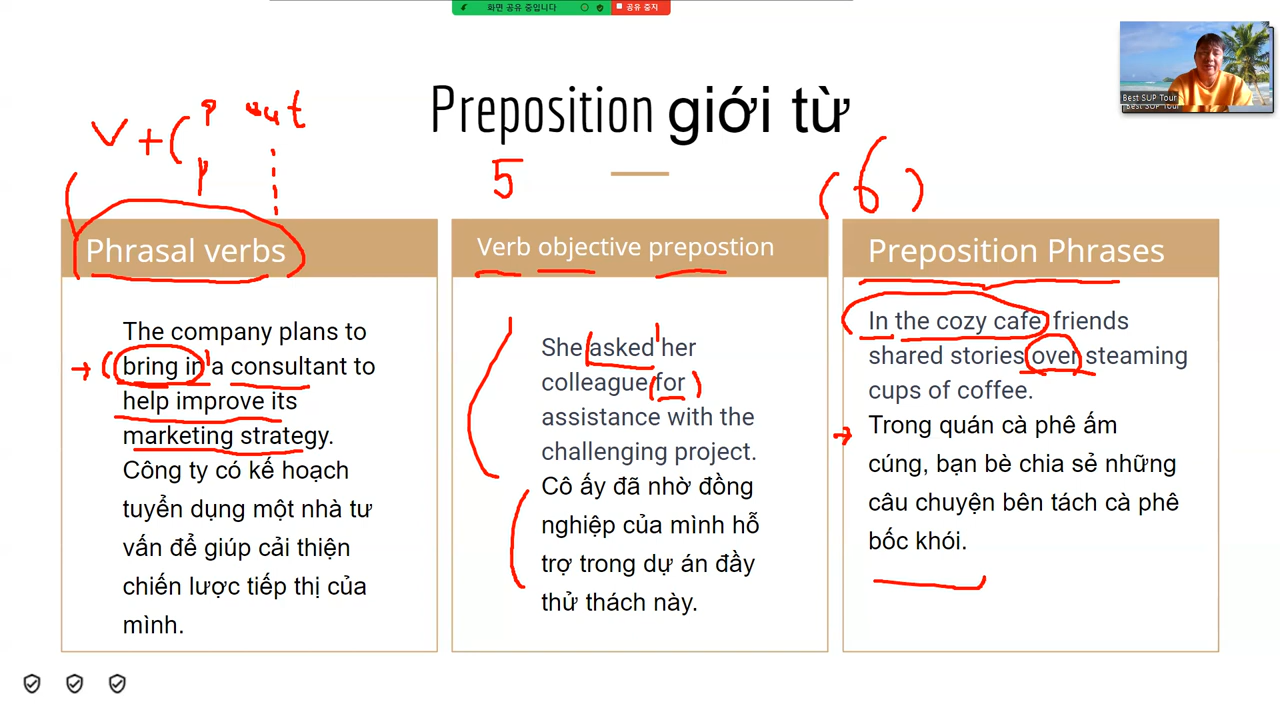 화면 공유 중입니다
공유 중지
Best SUP Tour
Best SUP Tour
Preposition giới từ
V + ( p out
p
5
( 6 )
Phrasal verbs
The company plans to
bring in a consultant to
help improve its
marketing strategy.
Công ty có kế hoạch
tuyển dụng một nhà tư
vấn để giúp cải thiện
chiến lược tiếp thị của
mình.
Verb objective prepostion
She asked her
colleague for
assistance with the
challenging project.
Cô ấy đã nhờ đồng
nghiệp của mình hỗ
trợ trong dự án đầy
thử thách này.
Preposition Phrases
In the cozy cafe, friends
shared stories over steaming
cups of coffee.
Trong quán cà phê ấm
cúng, bạn bè chia sẻ những
câu chuyện bên tách cà phê
bốc khói.